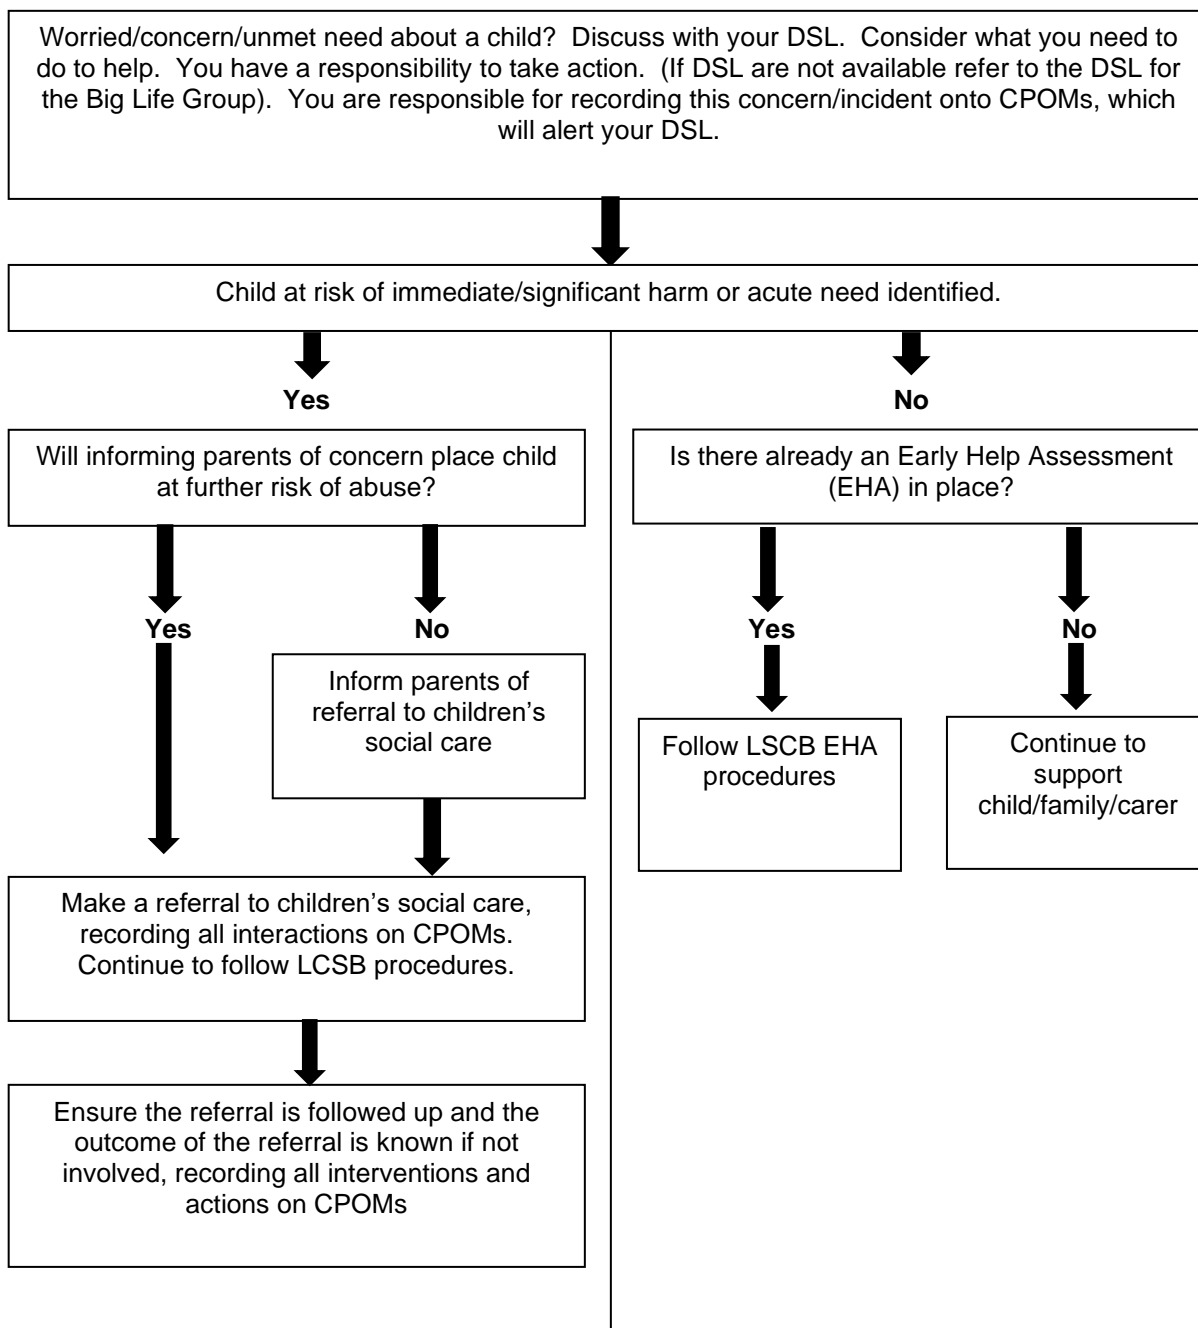 Worried/concern/unmet need about a child? Discuss with your DSL. Consider what you need to
do to help. You have a responsibility to take action. (If DSL are not available refer to the DSL for
the Big Life Group). You are responsible for recording this concern/incident onto CPOMs, which
will alert your DSL.
Child at risk of immediate/significant harm or acute need identified.
Yes
Will informing parents of concern place child
at further risk of abuse?
Yes
No
Inform parents of
referral to children's
social care
Make a referral to children's social care,
recording all interactions on CPOMs.
Continue to follow LCSB procedures.
Ensure the referral is followed up and the
outcome of the referral is known if not
involved, recording all interventions and
actions on CPOMs
No
Is there already an Early Help Assessment
(EHA) in place?
Yes
No
Follow LSCB EHA
procedures
Continue to
support
child/family/carer